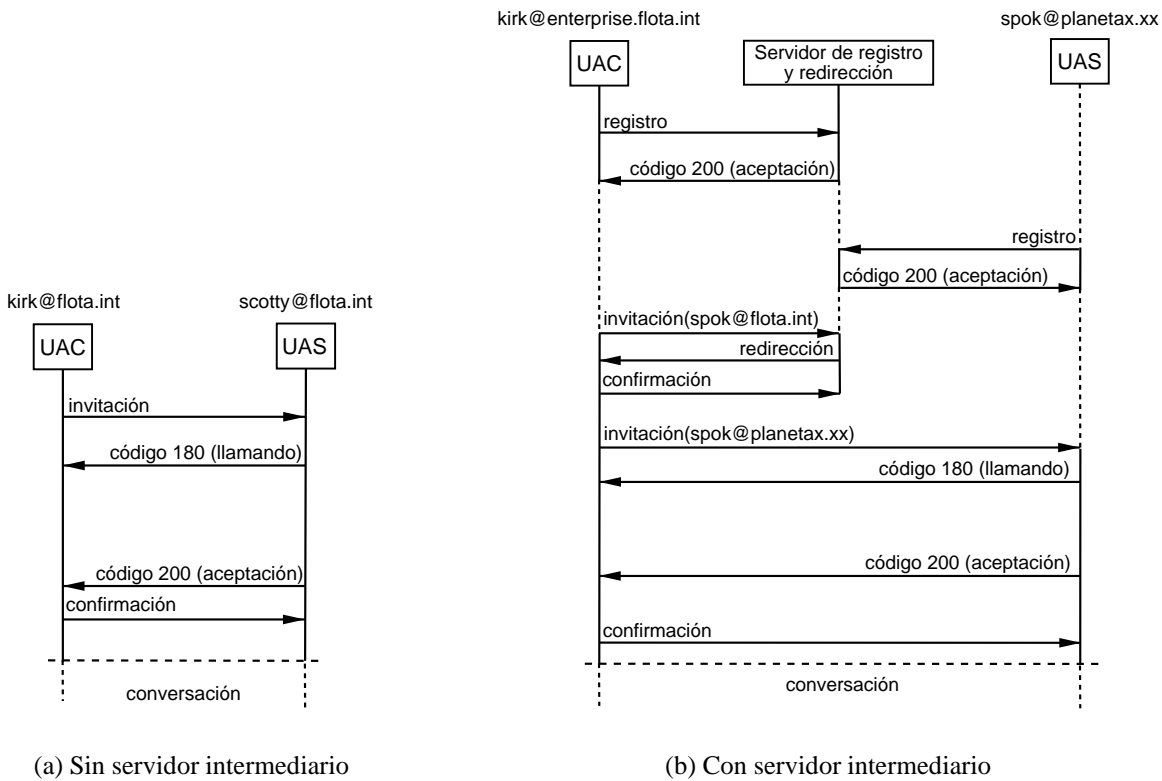 kirk@enterprise.flota.int
spok@planetax.xx
UAC
Servidor de registro
y redirección
UAS
registro
código 200 (aceptación)
registro
código 200 (aceptación)
invitación(spok@flota.int)
redirección
confirmación
invitación(spok@planetax.xx)
código 180 (llamando)
código 200 (aceptación)
confirmación
conversación
kirk@flota.int
scotty@flota.int
UAC
UAS
invitación
código 180 (llamando)
código 200 (aceptación)
confirmación
conversación
(a) Sin servidor intermediario
(b) Con servidor intermediario